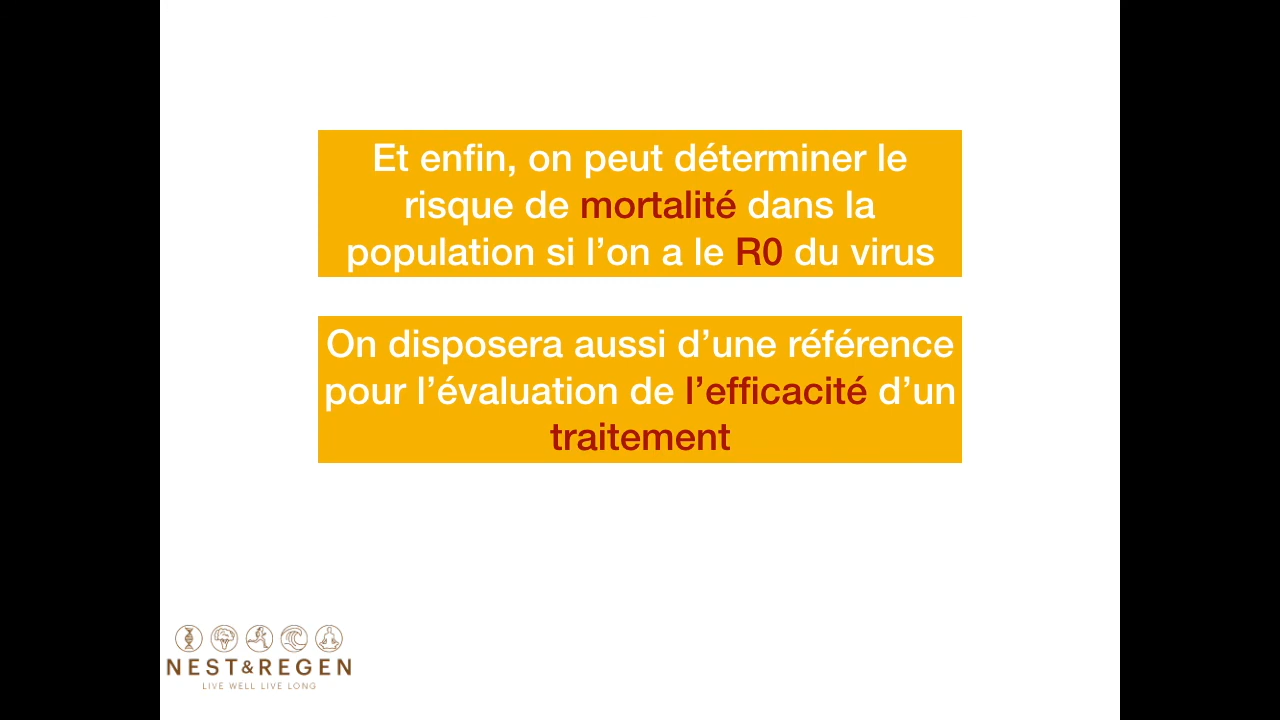 Et enfin, on peut déterminer le
risque de mortalité dans la
population si l’on a le R0 du virus
On disposera aussi d’une référence
pour l’évaluation de l’efficacité d’un
traitement
NEST&REGEN
LIVE WELL LIVE LONG